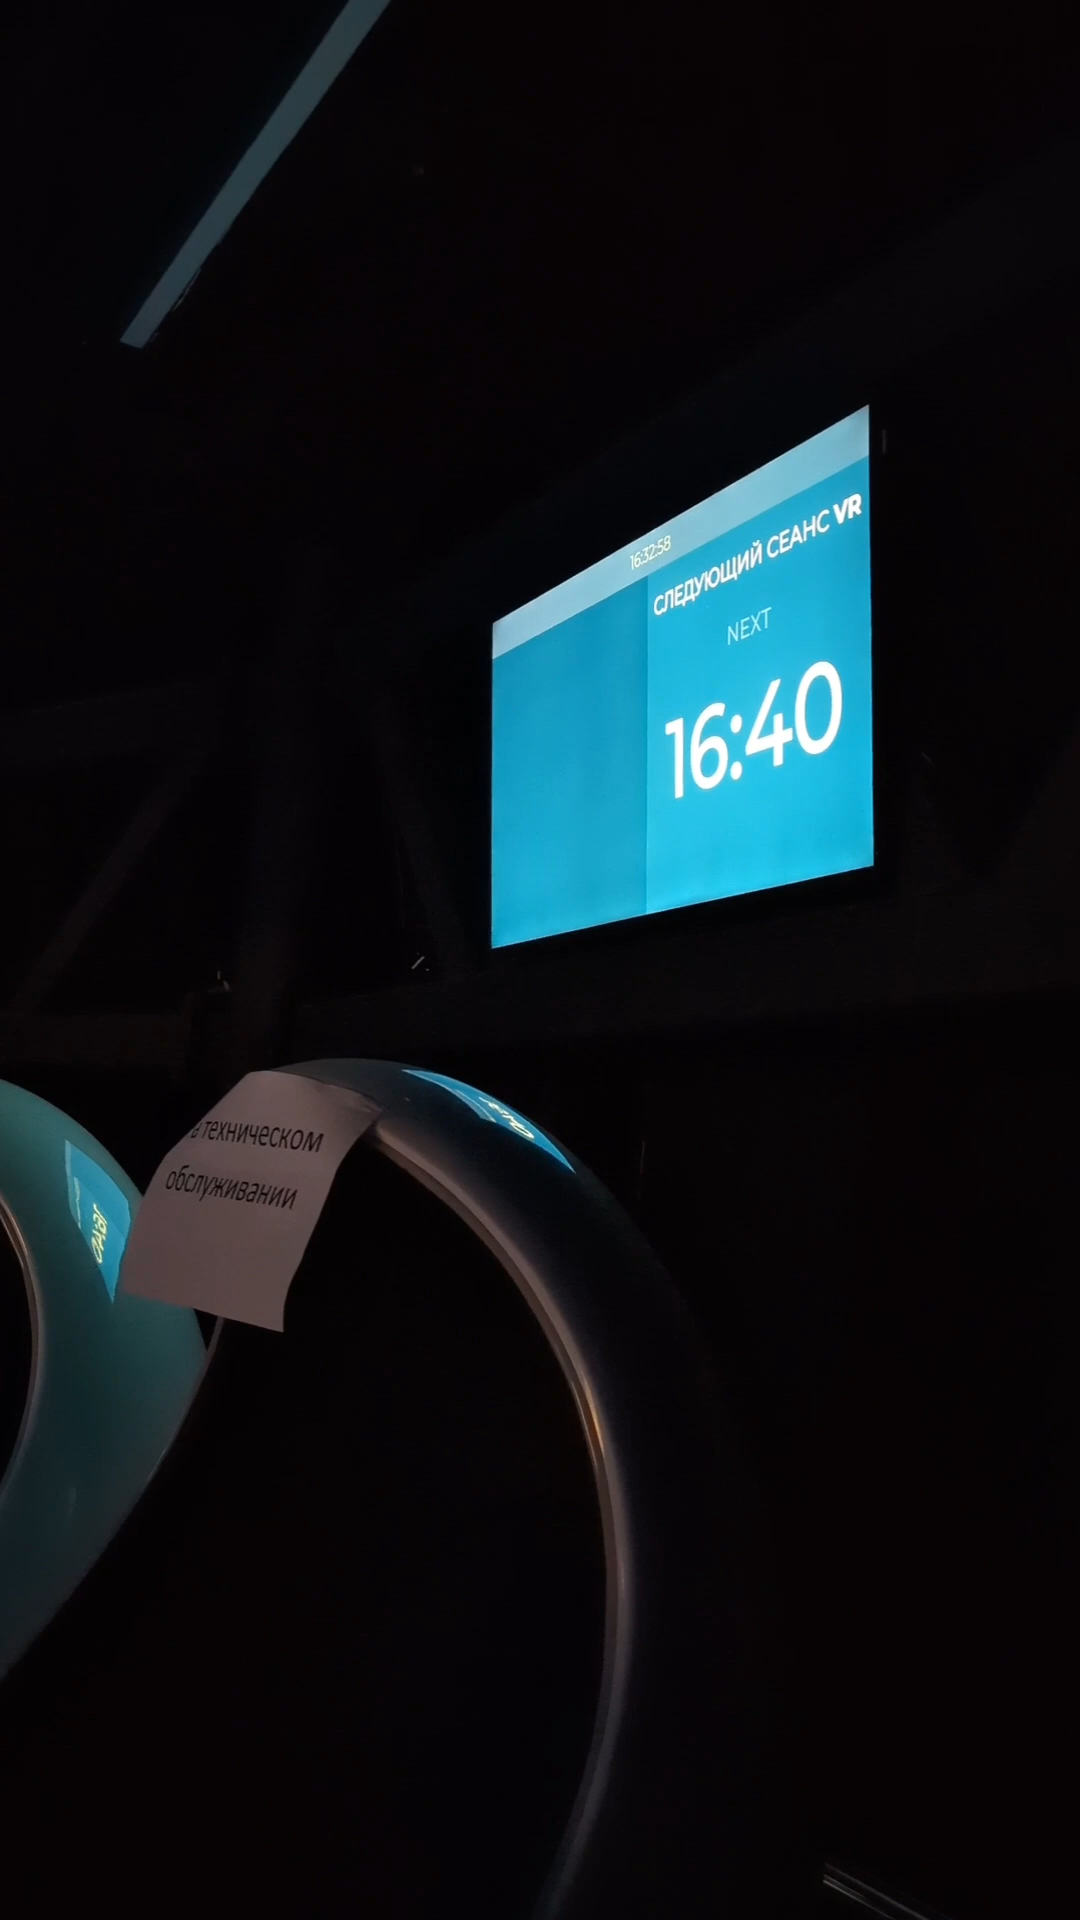 16:32:58
СЛЕДУЮЩИЙ СЕАНС VR
NEXT
16:40
техническом
обслуживании